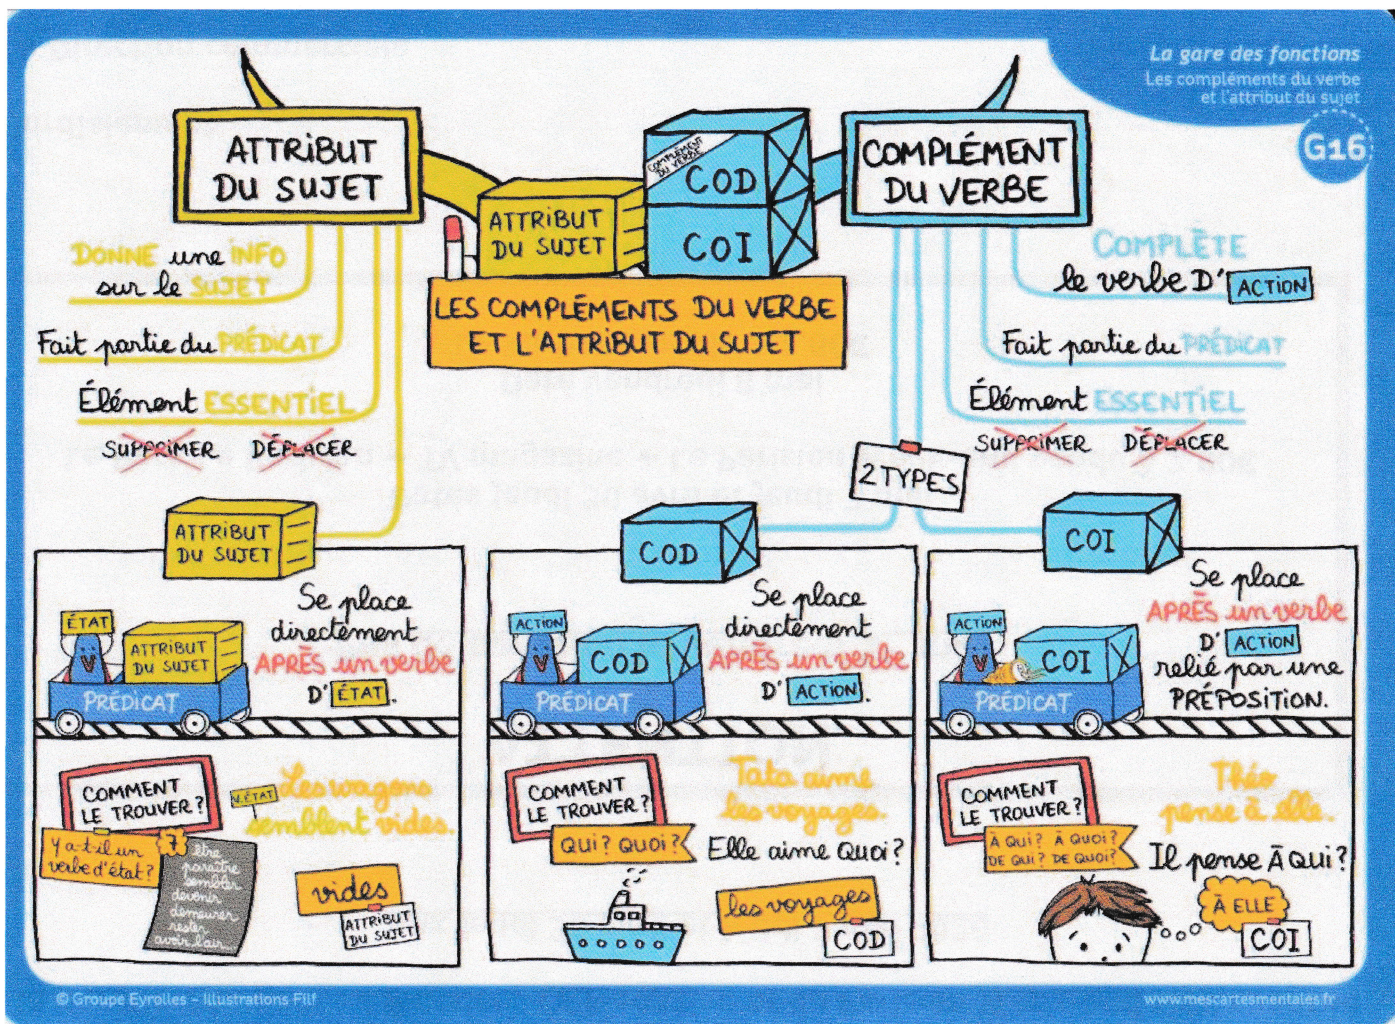 La gare des fonctions
Les compléments du verbe
et l'attribut du sujet
G16
ATTRIBUT
DU SUJET
COMPLÉMENT
DU VERBE
COMPLÉMENT
DU VERBE
COD
ATTRIBUT
DU SUJET
COI
LES COMPLÉMENTS DU VERBE
ET L'ATTRIBUT DU SUJET
DONNE une INFO
sur le SUJET
Fait partie du PRÉDICAT
Élément ESSENTIEL
SUPPRIMER DÉPLACER
COMPLÈTE
le verbe D'ACTION
Fait partie du PRÉDICAT
Élément ESSENTIEL
SUPPRIMER DÉPLACER
2 TYPES
ATTRIBUT
DU SUJET
Se place
directement
APRÈS un verbe
D'ÉTAT.
ÉTAT
ATTRIBUT
DU SUJET
PRÉDICAT
COMMENT
LE TROUVER?
Y a-t-il un
verbe d'état?
7
être
paraître
sembler
devenir
demeurer
rester
avoir l'air
V.ÉTAT
Les wagons
semblent vides.
vides
ATTRIBUT
DU SUJET
COD
Se place
directement
APRÈS un verbe
D'ACTION.
ACTION
COD
PRÉDICAT
COMMENT
LE TROUVER?
QUI? QUOI?
Tata aime
les voyages.
Elle aime QUOI?
les voyages
COD
COI
Se place
APRÈS un verbe
D'ACTION
relié par une
PRÉPOSITION.
ACTION
COI
PRÉDICAT
COMMENT
LE TROUVER?
À QUI? À QUOI?
DE QUI? DE QUOI?
Théo
pense à elle.
Il pense À QUI?
À ELLE
COI
© Groupe Eyrolles – Illustrations Filf
www.mescartesmentales.fr